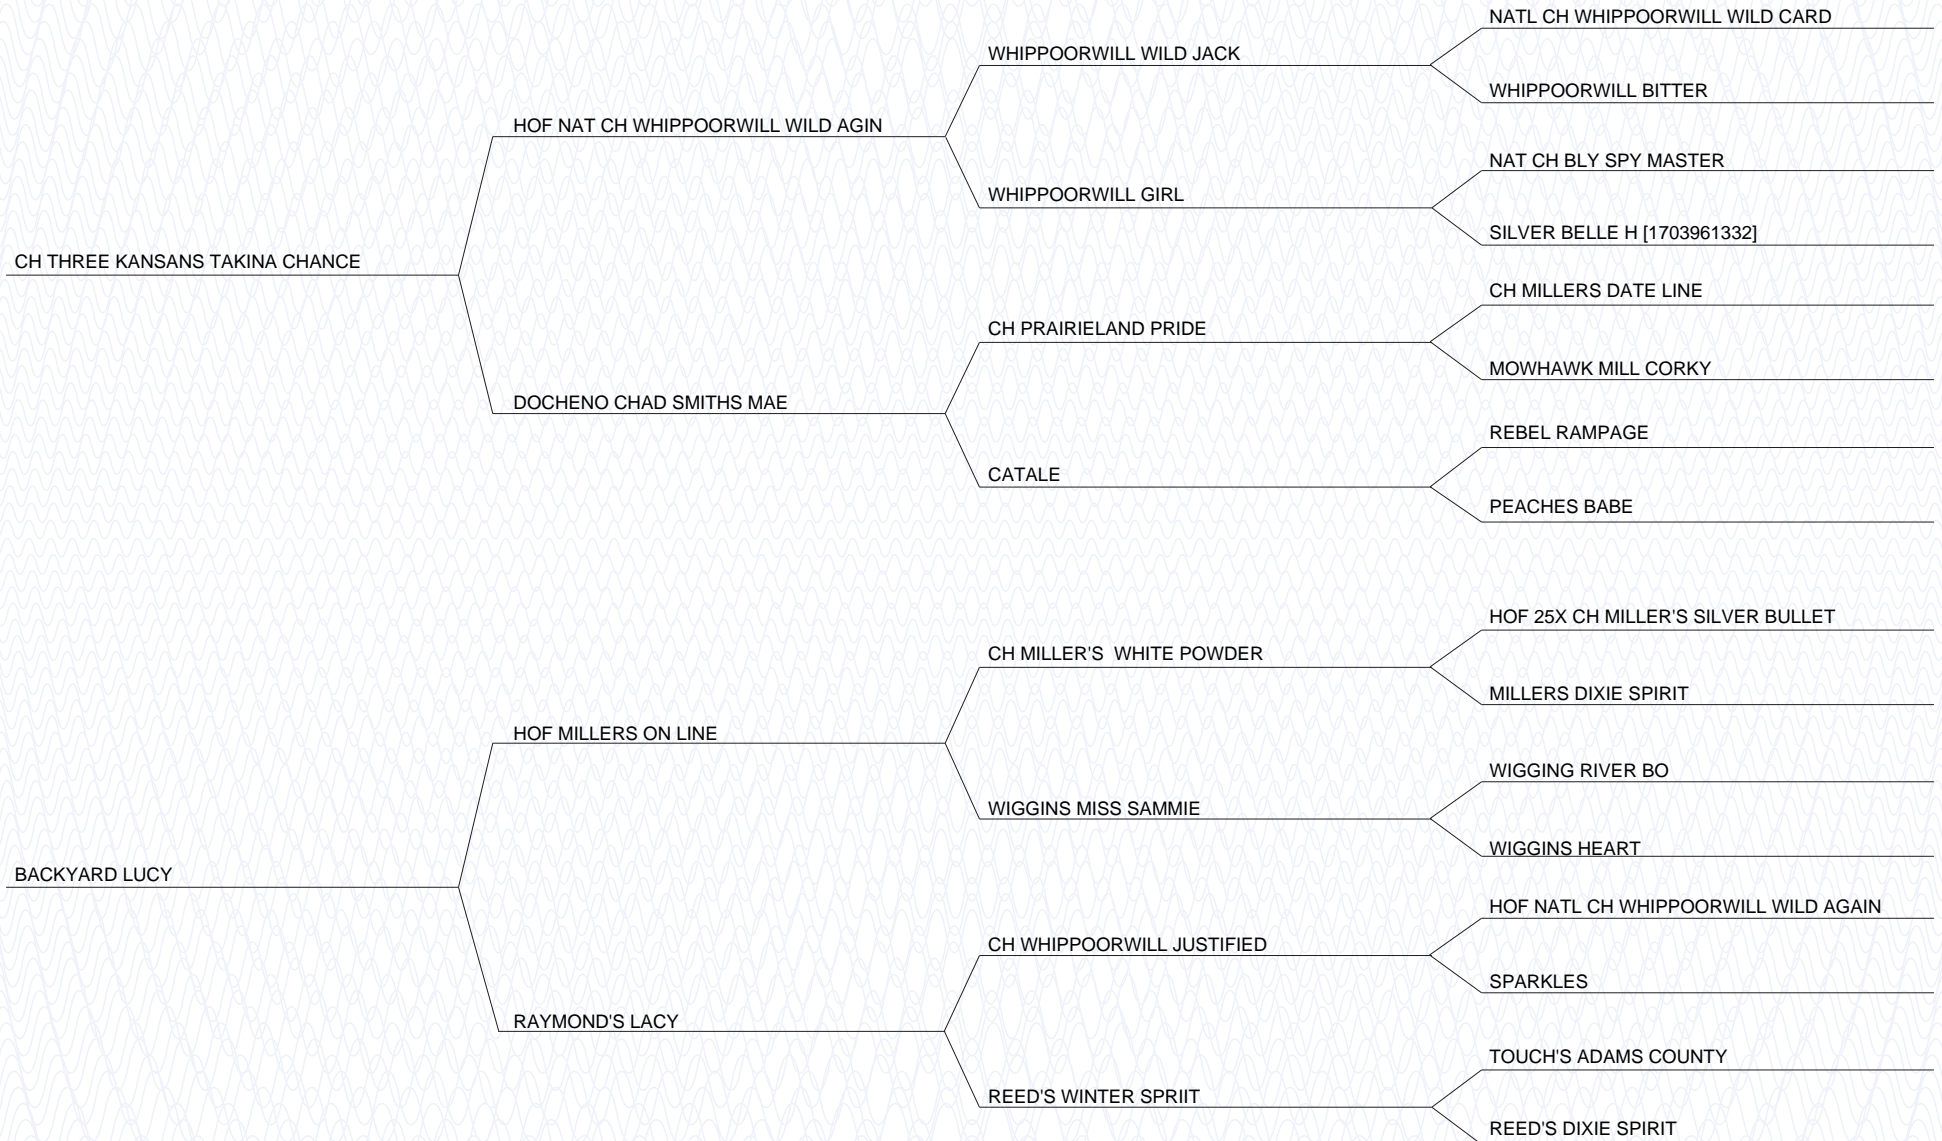 NATL CH WHIPPOORWILL WILD CARD
WHIPPOORWILL WILD JACK
WHIPPOORWILL BITTER
HOF NAT CH WHIPPOORWILL WILD AGIN
NAT CH BLY SPY MASTER
WHIPPOORWILL GIRL
SILVER BELLE H [1703961332]
CH THREE KANSANS TAKINA CHANCE
CH MILLERS DATE LINE
CH PRAIRIELAND PRIDE
MOWHAWK MILL CORKY
DOCHENO CHAD SMITHS MAE
REBEL RAMPAGE
CATALE
PEACHES BABE
HOF 25X CH MILLER'S SILVER BULLET
CH MILLER'S  WHITE POWDER
MILLERS DIXIE SPIRIT
HOF MILLERS ON LINE
WIGGING RIVER BO
WIGGINS MISS SAMMIE
WIGGINS HEART
BACKYARD LUCY
HOF NATL CH WHIPPOORWILL WILD AGAIN
CH WHIPPOORWILL JUSTIFIED
SPARKLES
RAYMOND'S LACY
TOUCH'S ADAMS COUNTY
REED'S WINTER SPRIIT
REED'S DIXIE SPIRIT